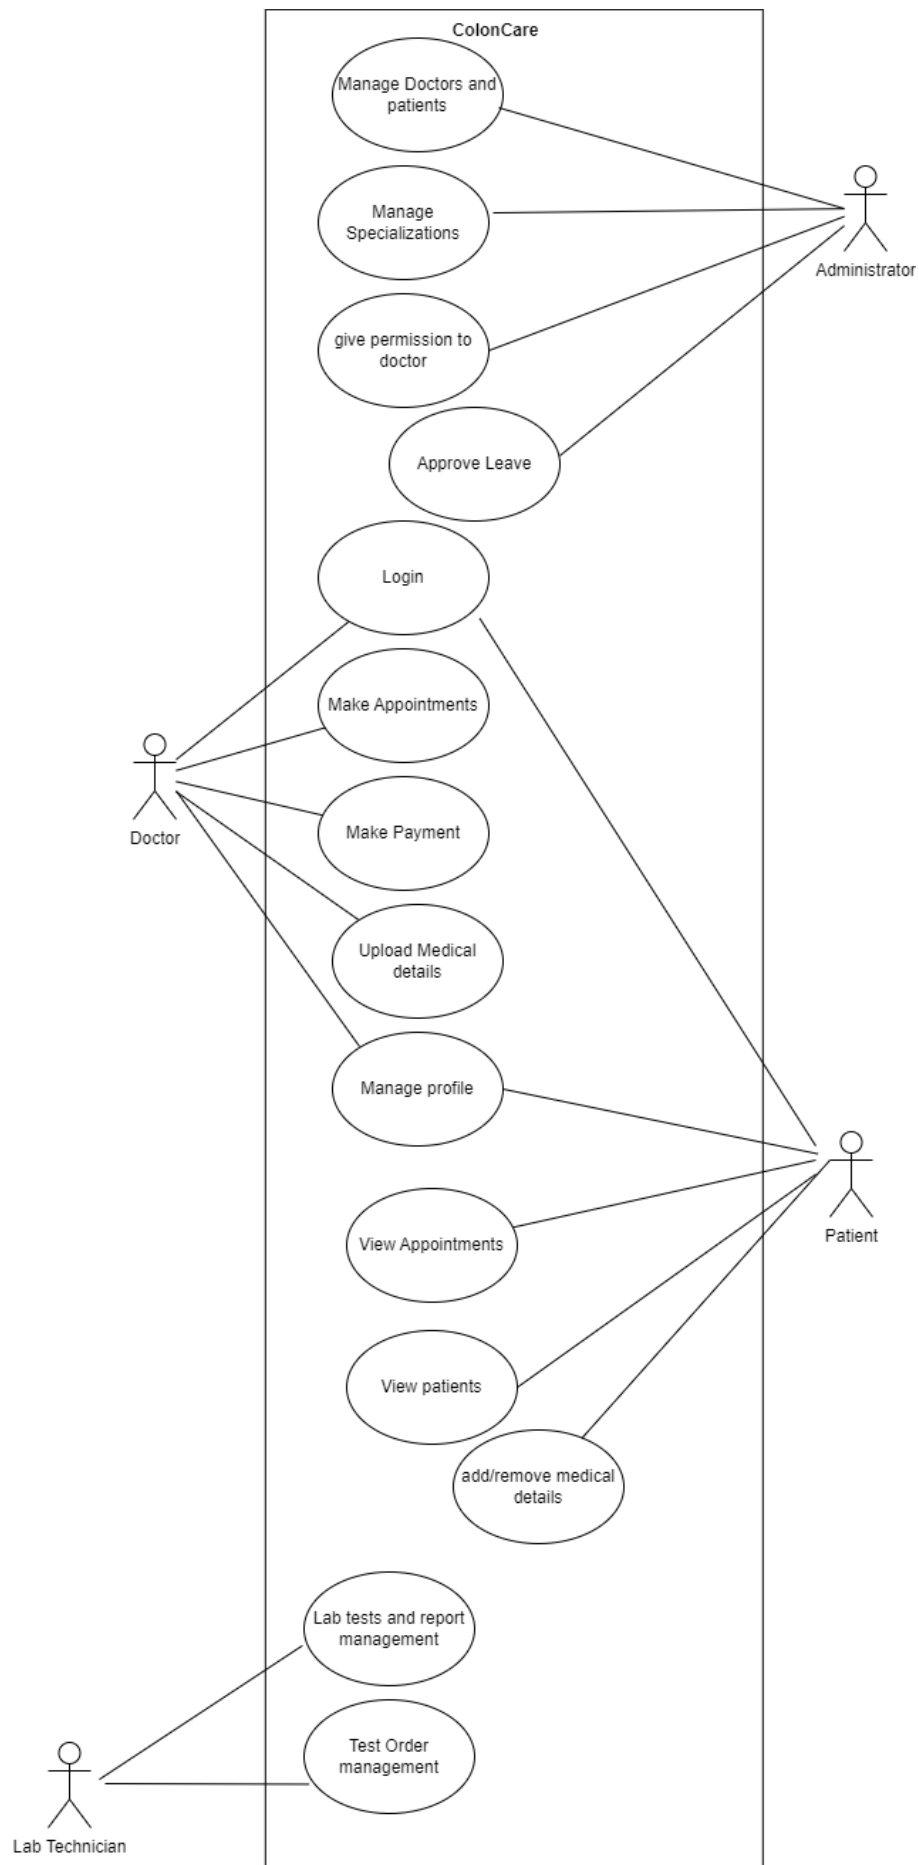 ColonCare
Manage Doctors and
patients
Manage
Specializations
Administrator
give permission to
doctor
Approve Leave
Login
Make Appointments
Doctor
Make Payment
Upload Medical
details
Manage profile
View Appointments
Patient
View patients
add/remove medical
details
Lab tests and report
management
Test Order
management
Lab Technician